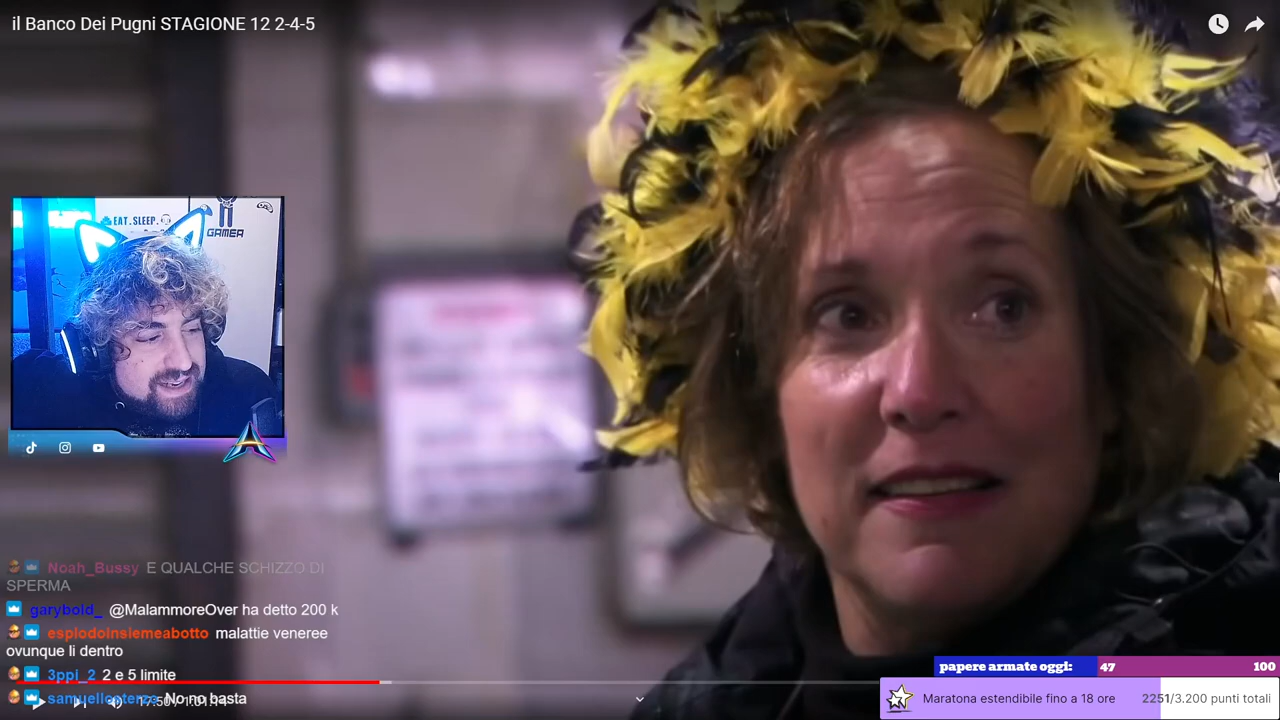 il Banco Dei Pugni STAGIONE 12 2-4-5
EAT.SLEEP.
GAMER
Noah_Bussy E QUALCHE SCHIZZO DI
SPERMA
garybold_ @MalammoreOver ha detto 200 k
esplodoinsiemeabotto malattie veneree
ovunque li dentro
3ppi_2 2 e 5 limite
No no basta
papere armate oggi: 47 100
Maratona estendibile fino a 18 ore 2251/3.200 punti totali